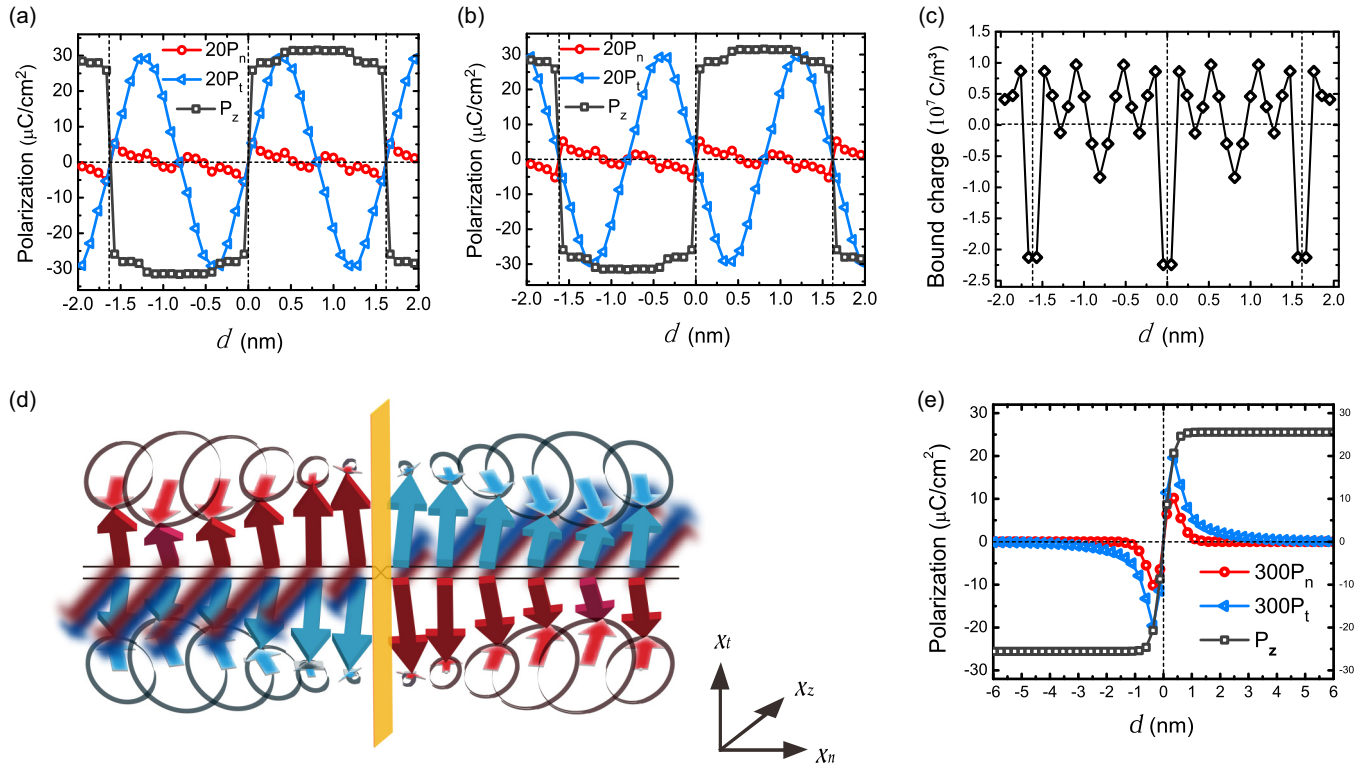 (a)
30
20
10
0
-10
-20
-30
Polarization (μC/cm²)
20Pn
20Pt
Pz
-2.0 -1.5 -1.0 -0.5 0.0 0.5 1.0 1.5 2.0
d (nm)
(b)
30
20
10
0
-10
-20
-30
Polarization (μC/cm²)
20Pn
20Pt
Pz
-2.0 -1.5 -1.0 -0.5 0.0 0.5 1.0 1.5 2.0
d (nm)
(c)
1.0
0.5
0.0
-0.5
-1.0
-1.5
-2.0
-2.5
Bound charge (10⁷ C/m³)
-2.0 -1.5 -1.0 -0.5 0.0 0.5 1.0 1.5 2.0
d (nm)
(d)
Xt
Xz
Xn
(e)
30
25
20
10
0
-10
-20
-25
-30
Polarization (μC/cm²)
300Pn
300Pt
Pz
30
20
10
0
-10
-20
-30
-6 -5 -4 -3 -2 -1 0 1 2 3 4 5 6
d (nm)